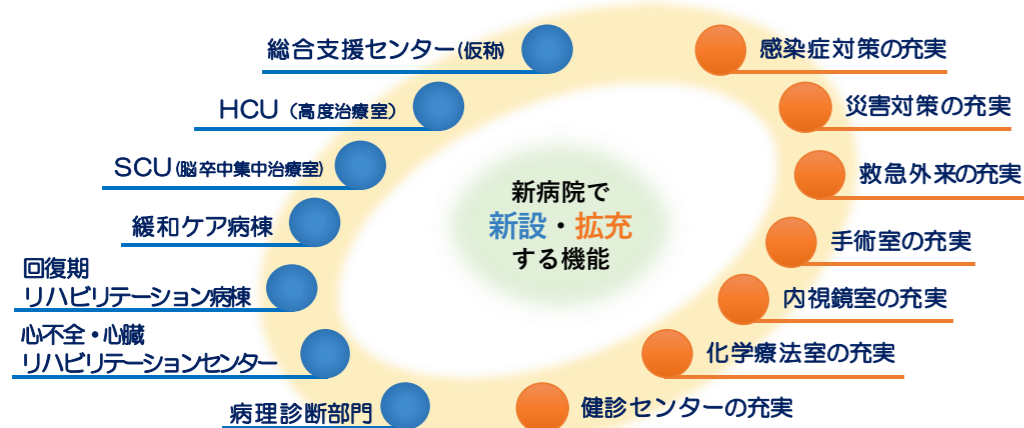 総合支援センター(仮称)
HCU（高度治療室）
SCU(脳卒中集中治療室)
緩和ケア病棟
回復期
リハビリテーション病棟
心不全・心臓
リハビリテーションセンター
病理診断部門
新病院で
新設・拡充
する機能
感染症対策の充実
災害対策の充実
救急外来の充実
手術室の充実
内視鏡室の充実
化学療法室の充実
健診センターの充実